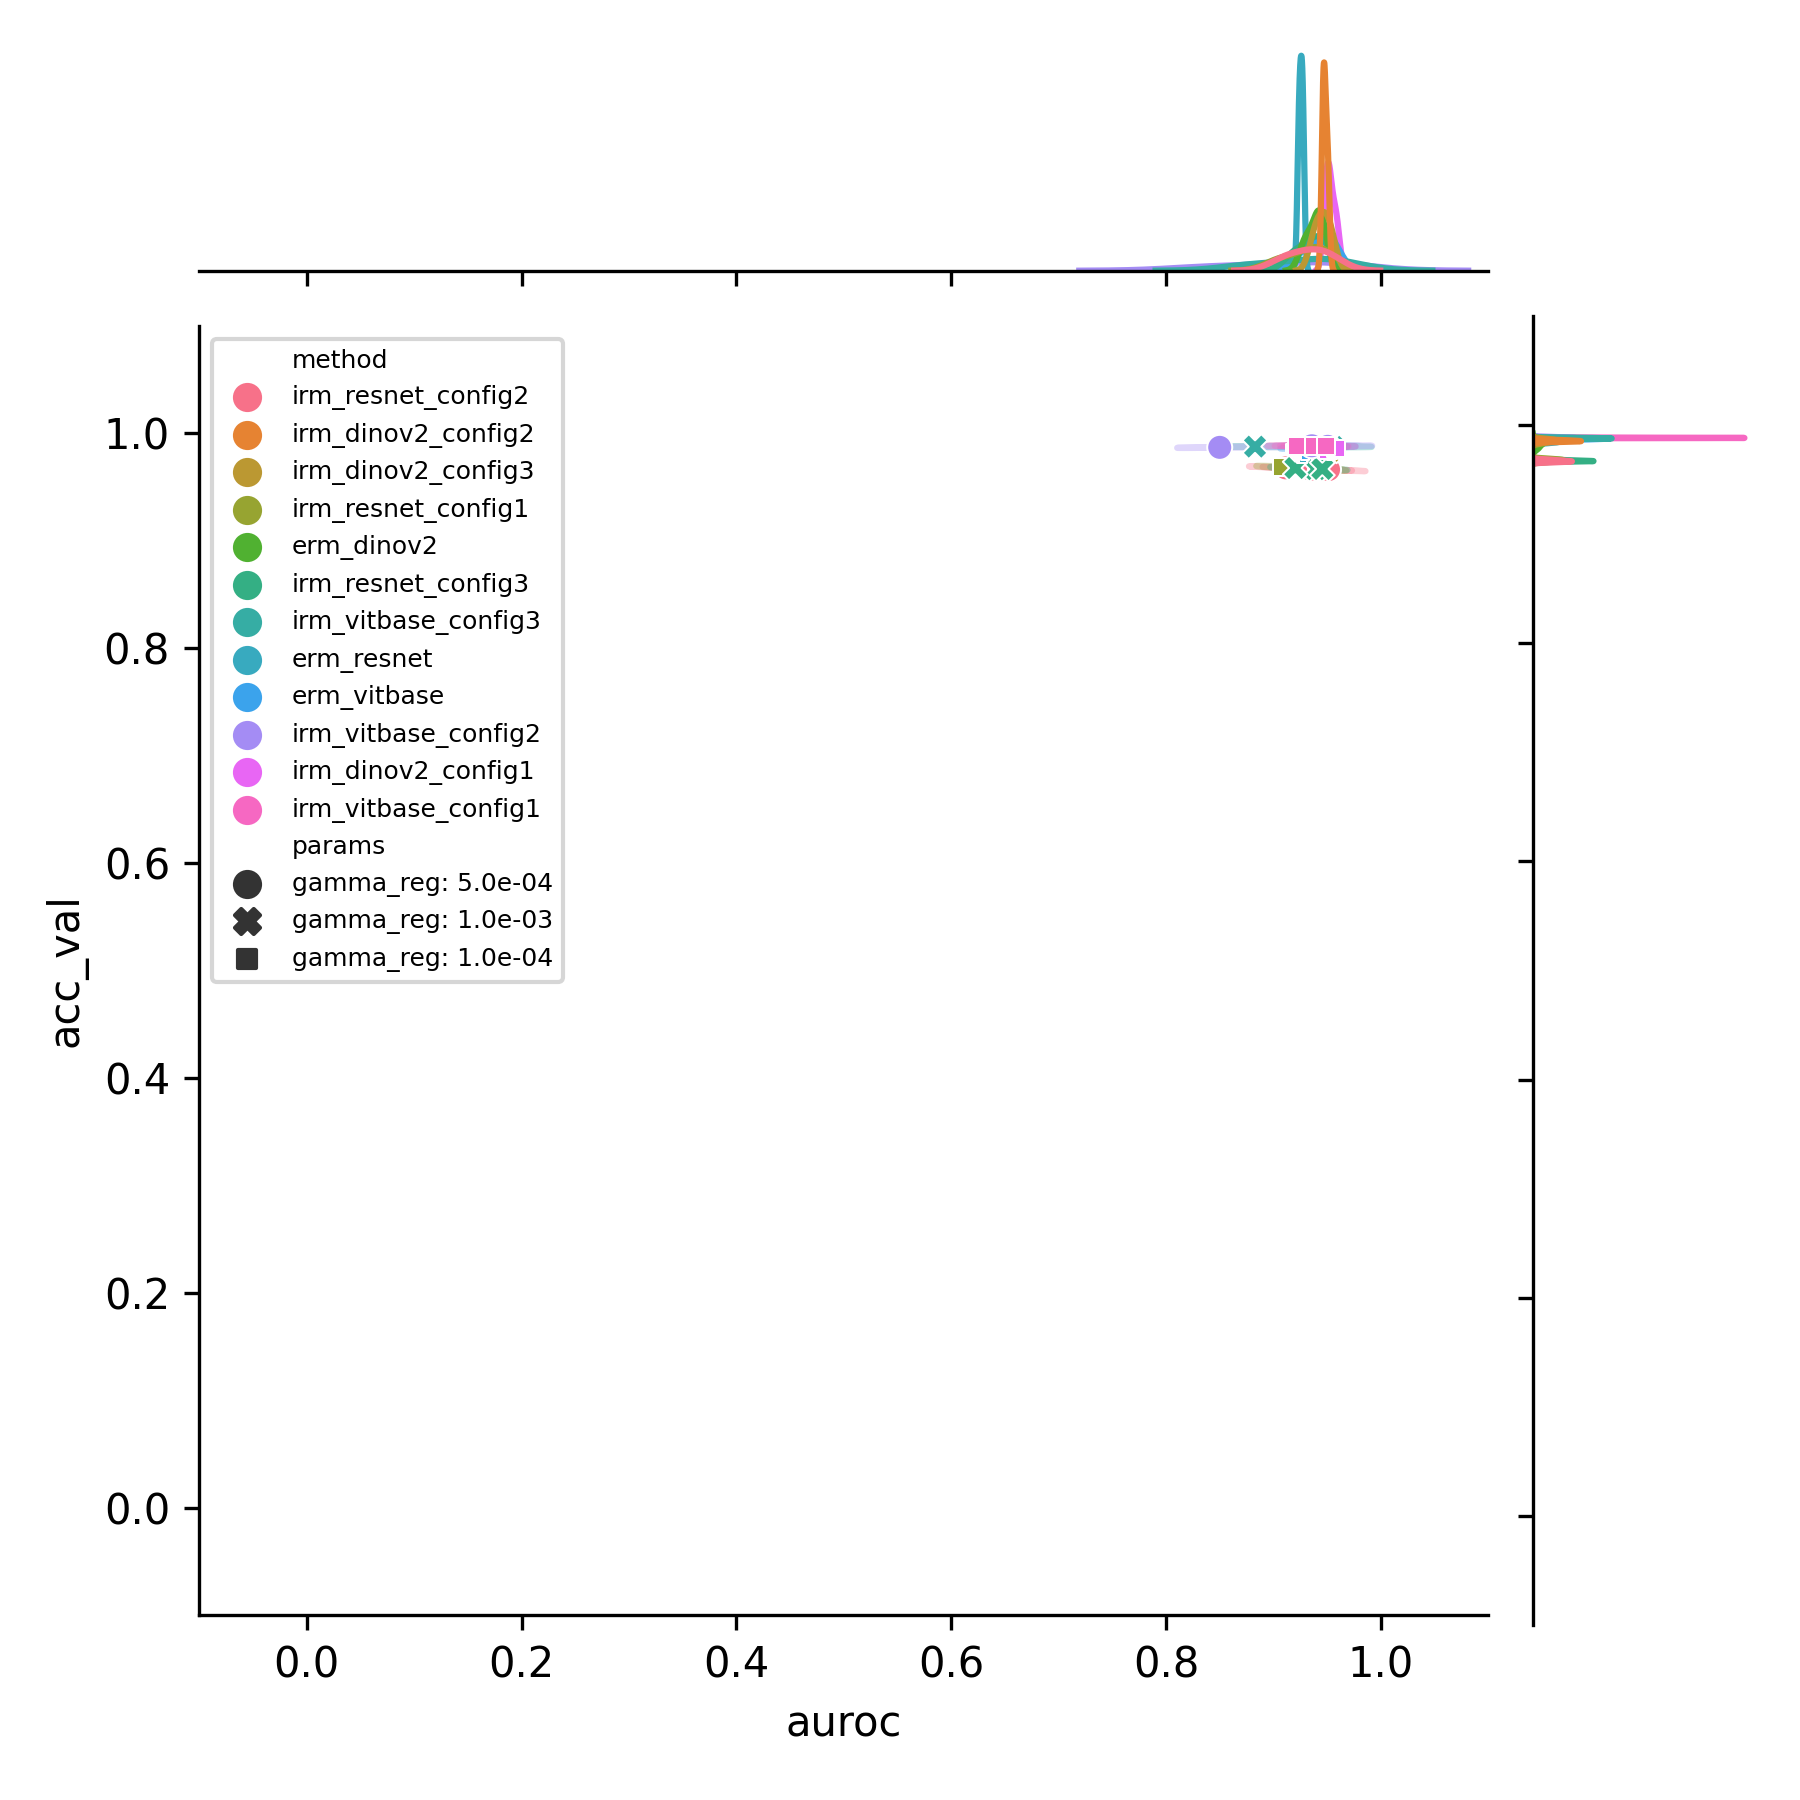 method
irm_resnet_config2
irm_dinov2_config2
irm_dinov2_config3
irm_resnet_config1
erm_dinov2
irm_resnet_config3
irm_vitbase_config3
erm_resnet
erm_vitbase
irm_vitbase_config2
irm_dinov2_config1
irm_vitbase_config1
params
gamma_reg: 5.0e-04
gamma_reg: 1.0e-03
gamma_reg: 1.0e-04
acc_val
1.0
0.8
0.6
0.4
0.2
0.0
0.0 0.2 0.4 0.6 0.8 1.0
auroc